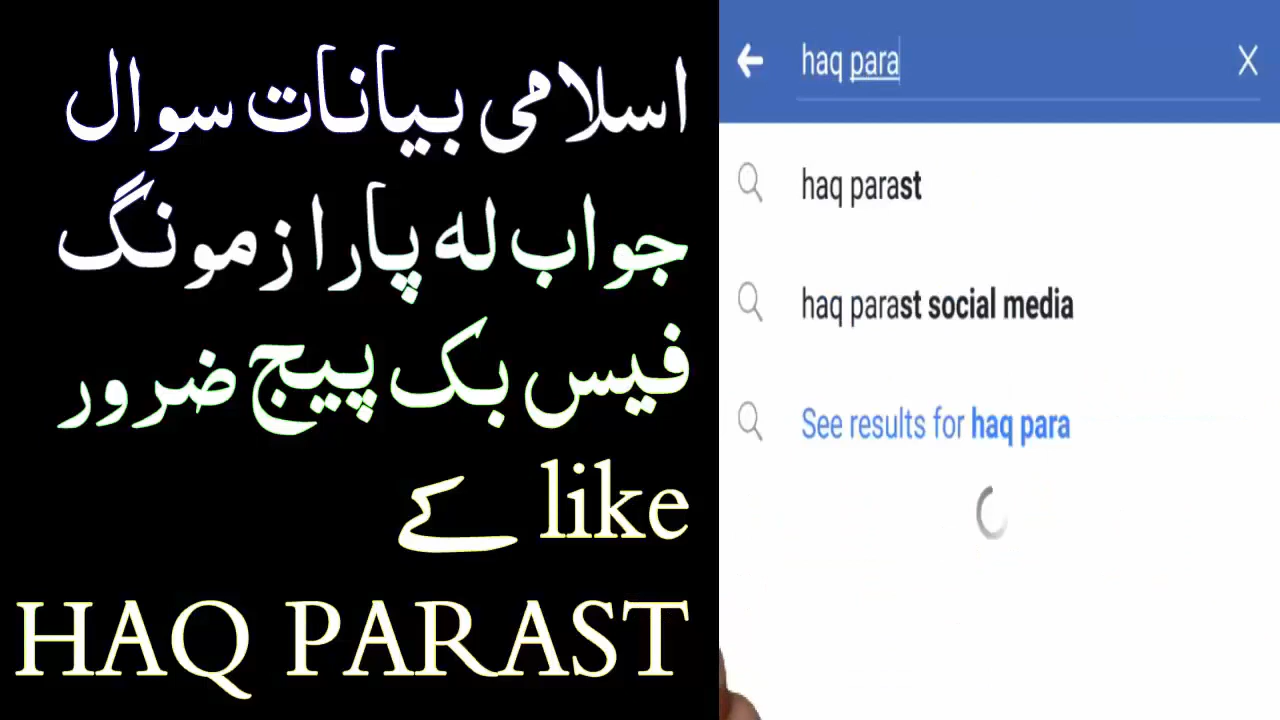 اسلامی بیانات سوال
جواب له پارا زمونگ
فیس بک پیج ضرور
like کے
HAQ PARAST
haq para
haq parast
haq parast social media
See results for haq para